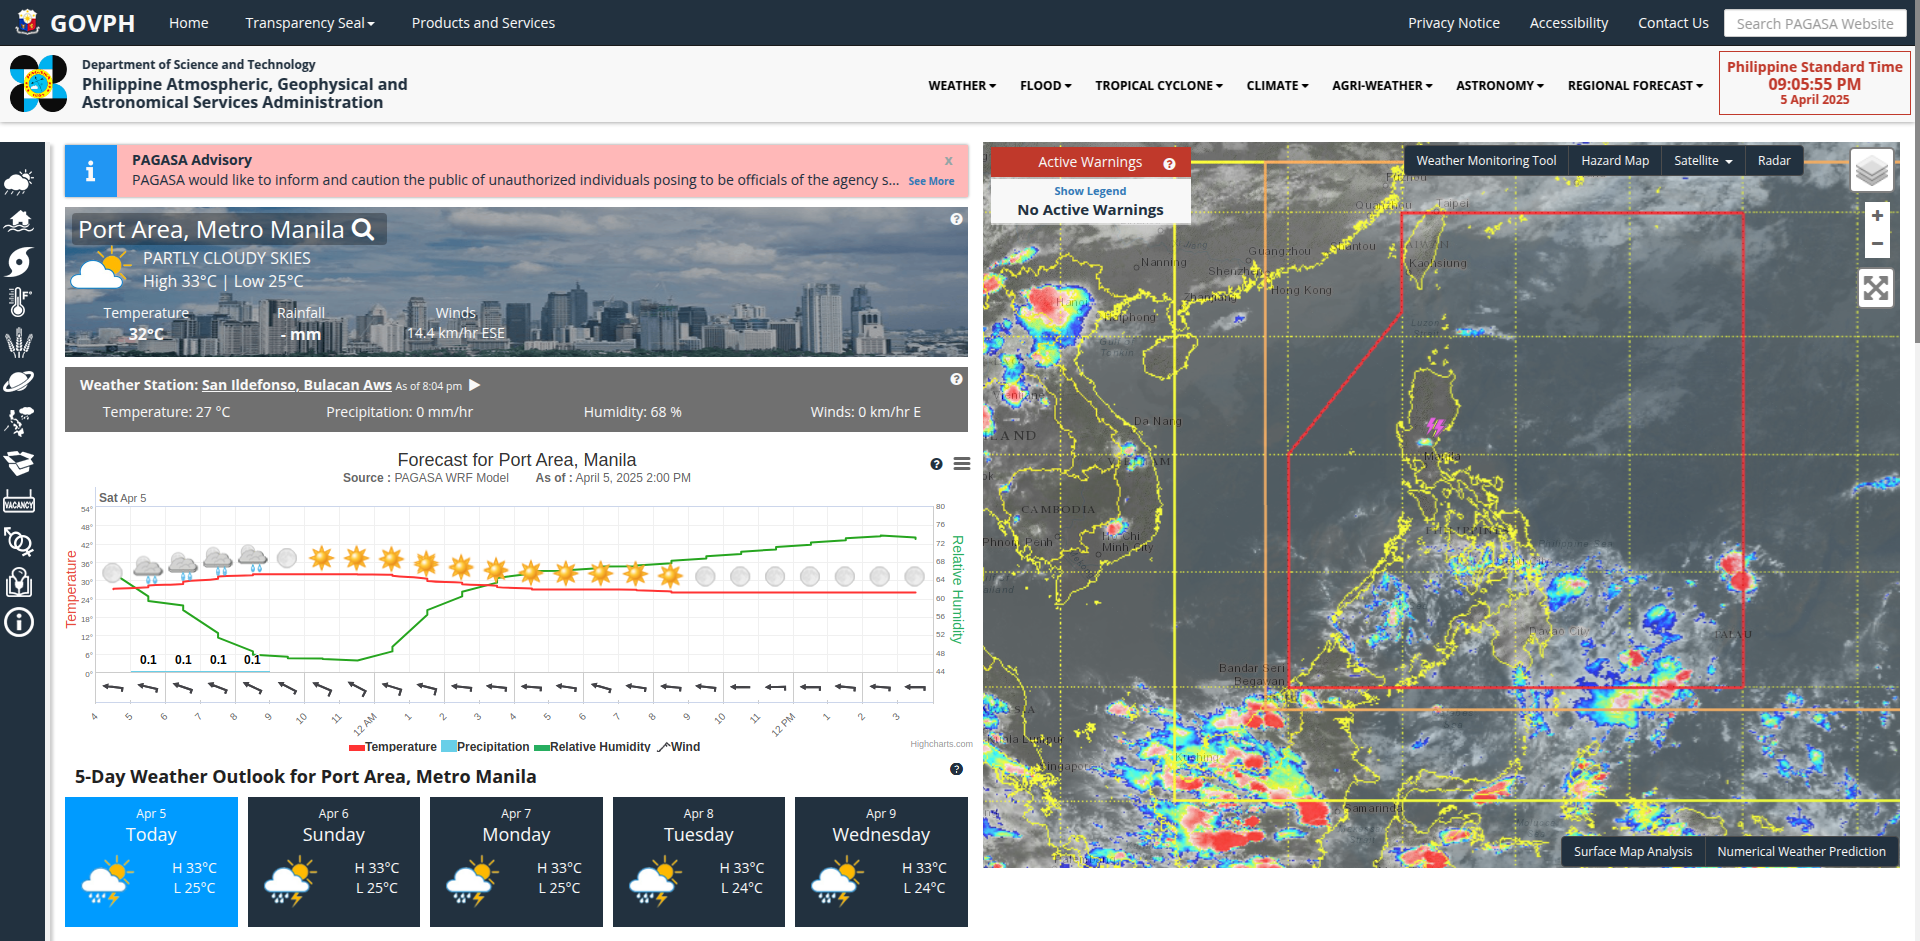 GOVPH
Home
Transparency Seal
Products and Services
Privacy Notice
Accessibility
Contact Us
Search PAGASA Website
Department of Science and Technology
Philippine Atmospheric, Geophysical and
Astronomical Services Administration
WEATHER
FLOOD
TROPICAL CYCLONE
CLIMATE
AGRI-WEATHER
ASTRONOMY
REGIONAL FORECAST
Philippine Standard Time
09:05:55 PM
5 April 2025
VACANCY
PAGASA Advisory
x
PAGASA would like to inform and caution the public of unauthorized individuals posing to be officials of the agency s... See More
Port Area, Metro Manila
PARTLY CLOUDY SKIES
High 33°C | Low 25°C
Temperature
32°C
Rainfall
- mm
Winds
14.4 km/hr ESE
Weather Station: San Ildefonso, Bulacan Aws As of 8:04 pm
Temperature: 27 °C
Precipitation: 0 mm/hr
Humidity: 68 %
Winds: 0 km/hr E
Forecast for Port Area, Manila
Source : PAGASA WRF Model As of : April 5, 2025 2:00 PM
Sat Apr 5
Temperature
54°
48°
42°
36°
30°
24°
18°
12°
6°
0°
80
76
72
68
64
60
56
52
48
44
Relative Humidity
0.1 0.1 0.1 0.1
4 5 6 7 8 9 10 11 12 AM 1 2 3 4 5 6 7 8 9 10 11 12 PM 1 2 3
Temperature Precipitation Relative Humidity Wind
Highcharts.com
5-Day Weather Outlook for Port Area, Metro Manila
Apr 5
Today
H 33°C
L 25°C
Apr 6
Sunday
H 33°C
L 25°C
Apr 7
Monday
H 33°C
L 25°C
Apr 8
Tuesday
H 33°C
L 24°C
Apr 9
Wednesday
H 33°C
L 24°C
Active Warnings
Show Legend
No Active Warnings
Weather Monitoring Tool
Hazard Map
Satellite
Radar
+
−
Taipei
Guangzhou
Nanning
Kaohsiung
Hong Kong
Hanoi
Da Nang
CAMBODIA
Phnom Penh
Ho Chi
Minh City
Manila
Davao City
PALAU
Bandar Seri
Begawan
Kuching
Samarinda
Surface Map Analysis
Numerical Weather Prediction